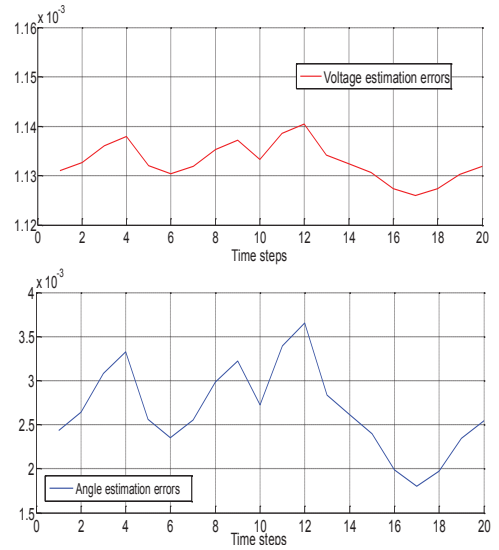 x 10-3
1.16
1.15
1.14
1.13
1.12
Voltage estimation errors
0 2 4 6 8 10 12 14 16 18 20
Time steps
x 10-3
4
3.5
3
2.5
2
1.5
Angle estimation errors
0 2 4 6 8 10 12 14 16 18 20
Time steps